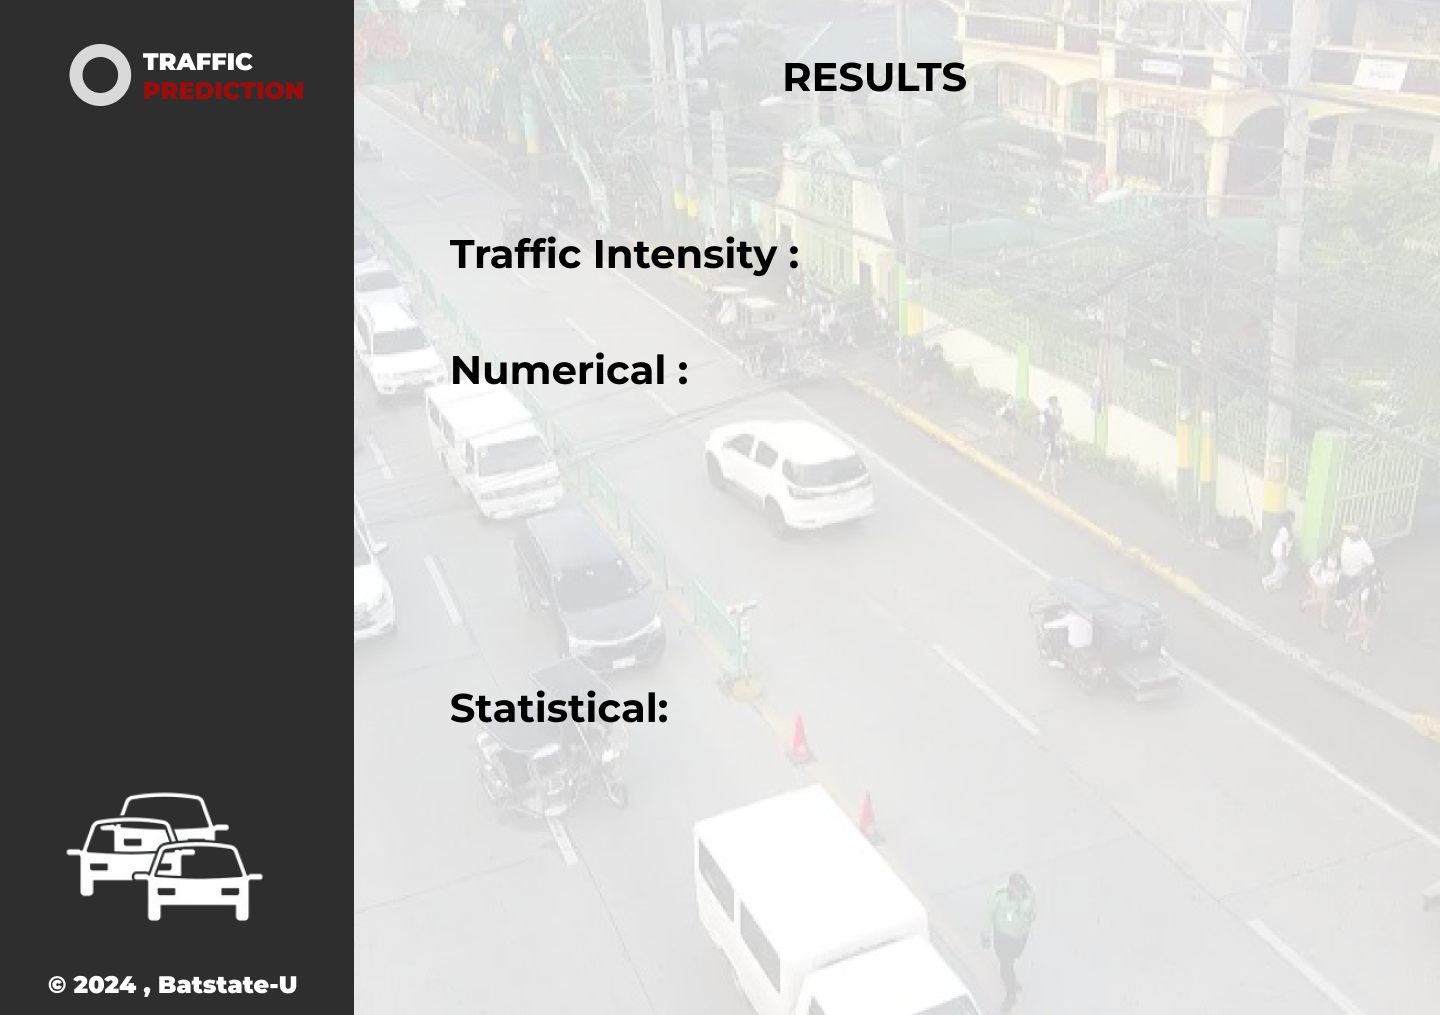 TRAFFIC
PREDICTION
RESULTS
Traffic Intensity :
Numerical :
Statistical:
© 2024 , Batstate-U